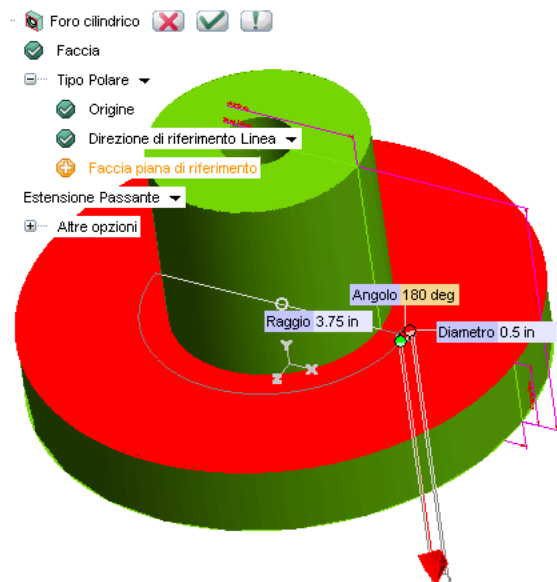 Foro cilindrico
Faccia
Tipo Polare
Origine
Direzione di riferimento Linea
Faccia piana di riferimento
Estensione Passante
Altre opzioni
Angolo 180 deg
Raggio 3.75 in
Diametro 0.5 in
Y
X
Z